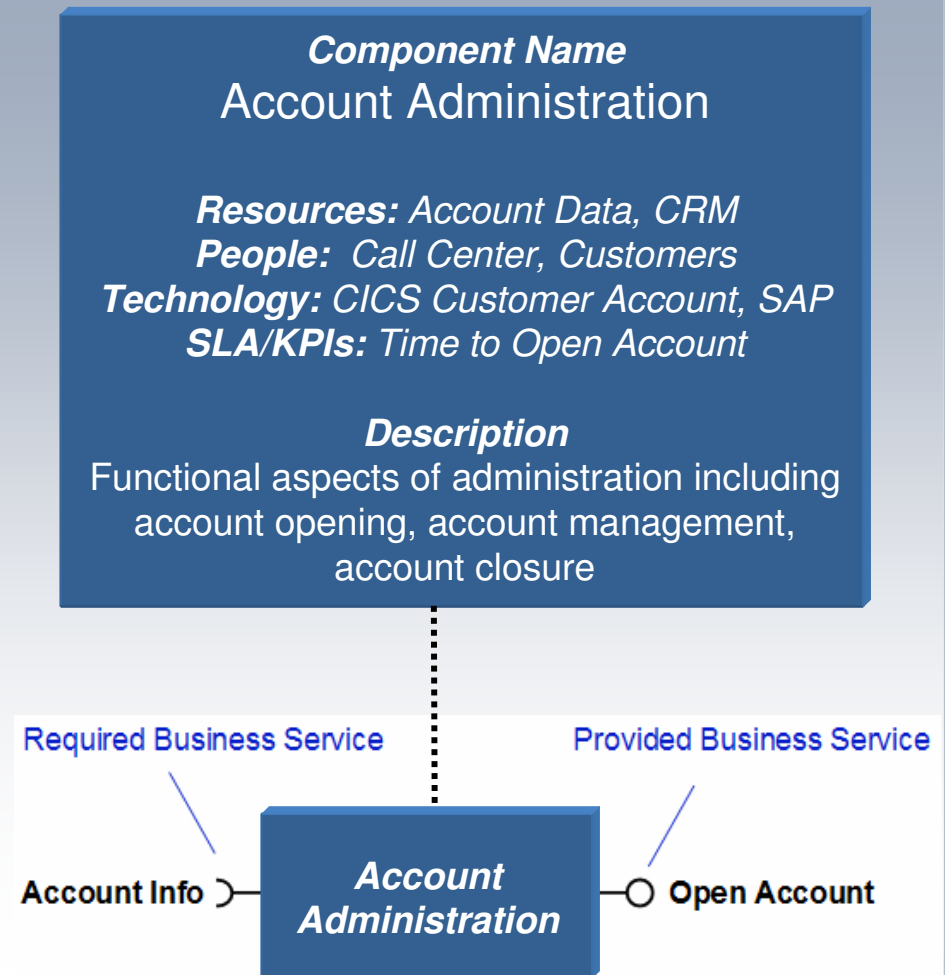 Component Name
Account Administration
Resources: Account Data, CRM
People: Call Center, Customers
Technology: CICS Customer Account, SAP
SLA/KPIs: Time to Open Account
Description
Functional aspects of administration including
account opening, account management,
account closure
Required Business Service
Provided Business Service
Account Info
Account
Administration
Open Account